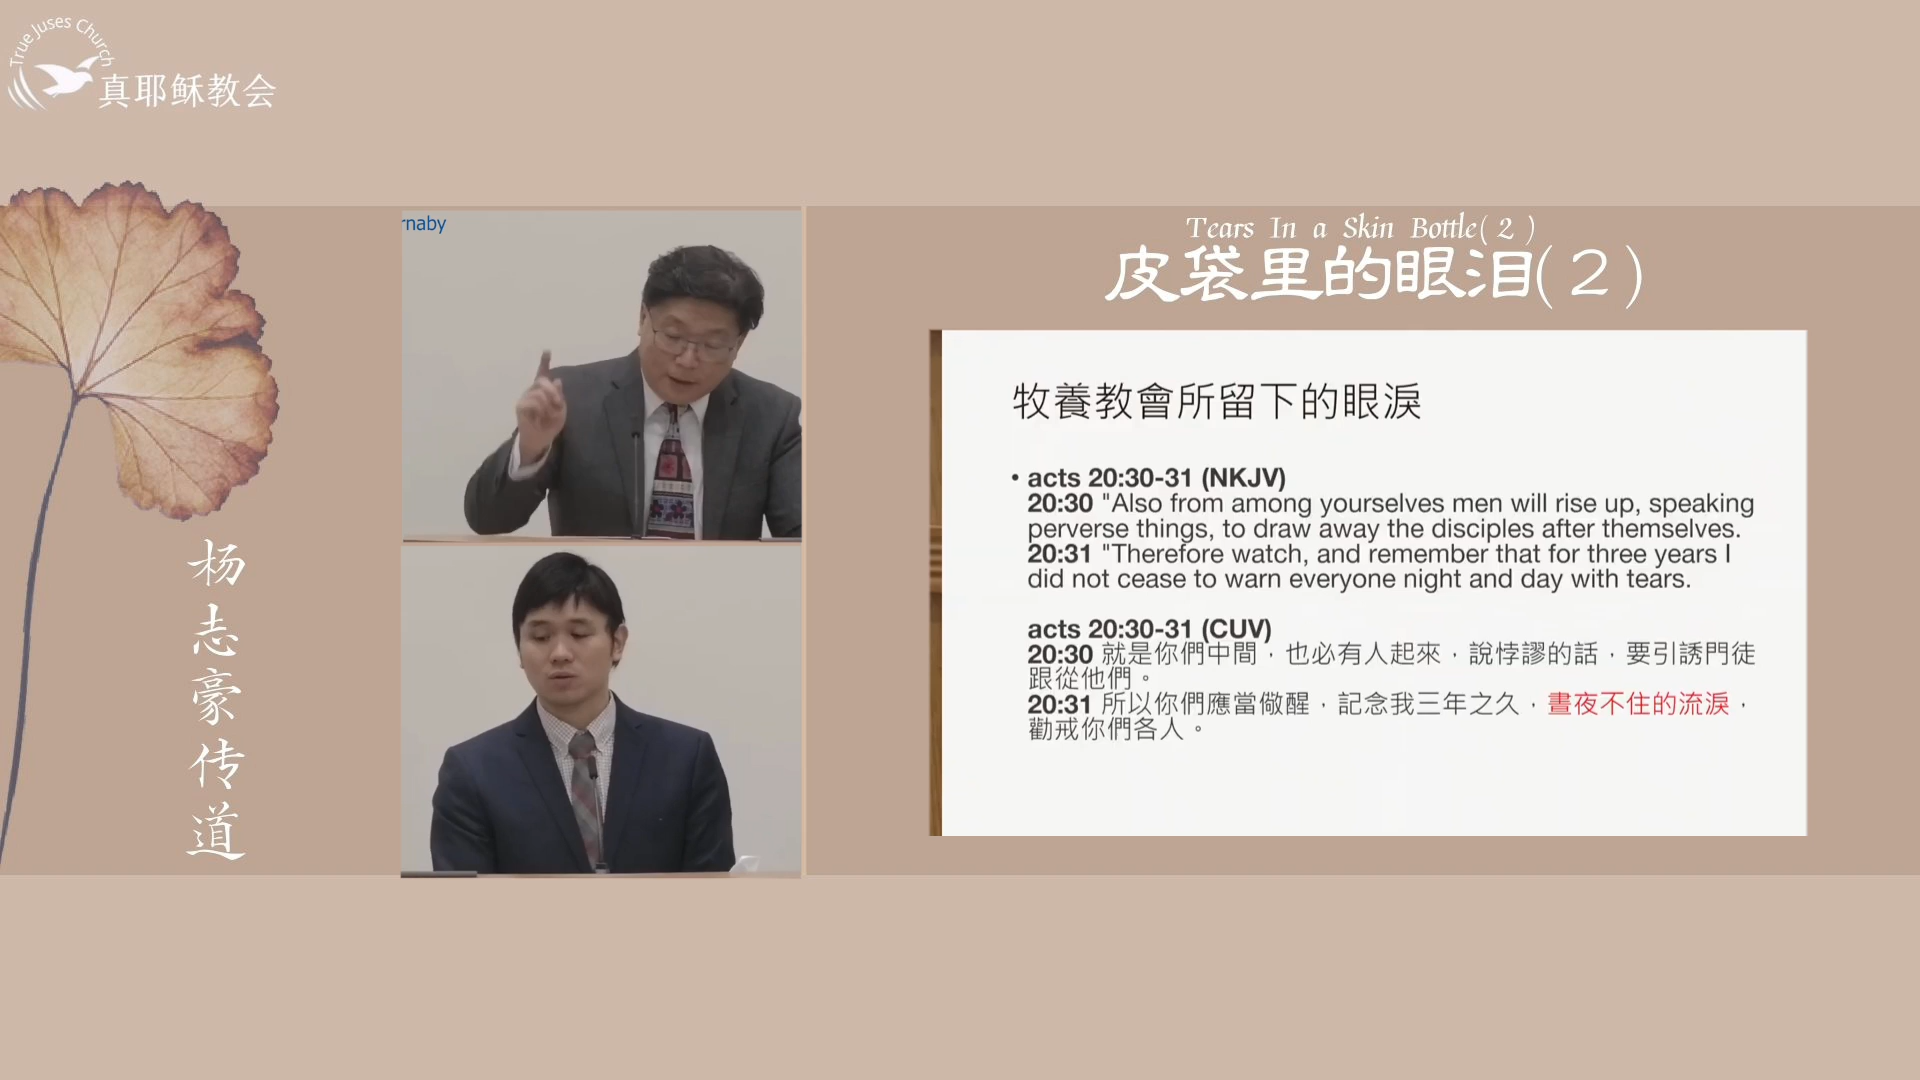 True Juses Church
真耶稣教会
rnaby
Tears In a Skin Bottle(2)
皮袋里的眼泪(2)
牧養教會所留下的眼淚
• acts 20:30-31 (NKJV)
20:30 "Also from among yourselves men will rise up, speaking
perverse things, to draw away the disciples after themselves.
20:31 "Therefore watch, and remember that for three years I
did not cease to warn everyone night and day with tears.
acts 20:30-31 (CUV)
20:30 就是你們中間，也必有人起來，說悖謬的話，要引誘門徒
跟從他們。
20:31 所以你們應當儆醒，記念我三年之久，晝夜不住的流淚，
勸戒你們各人。
杨志豪传道